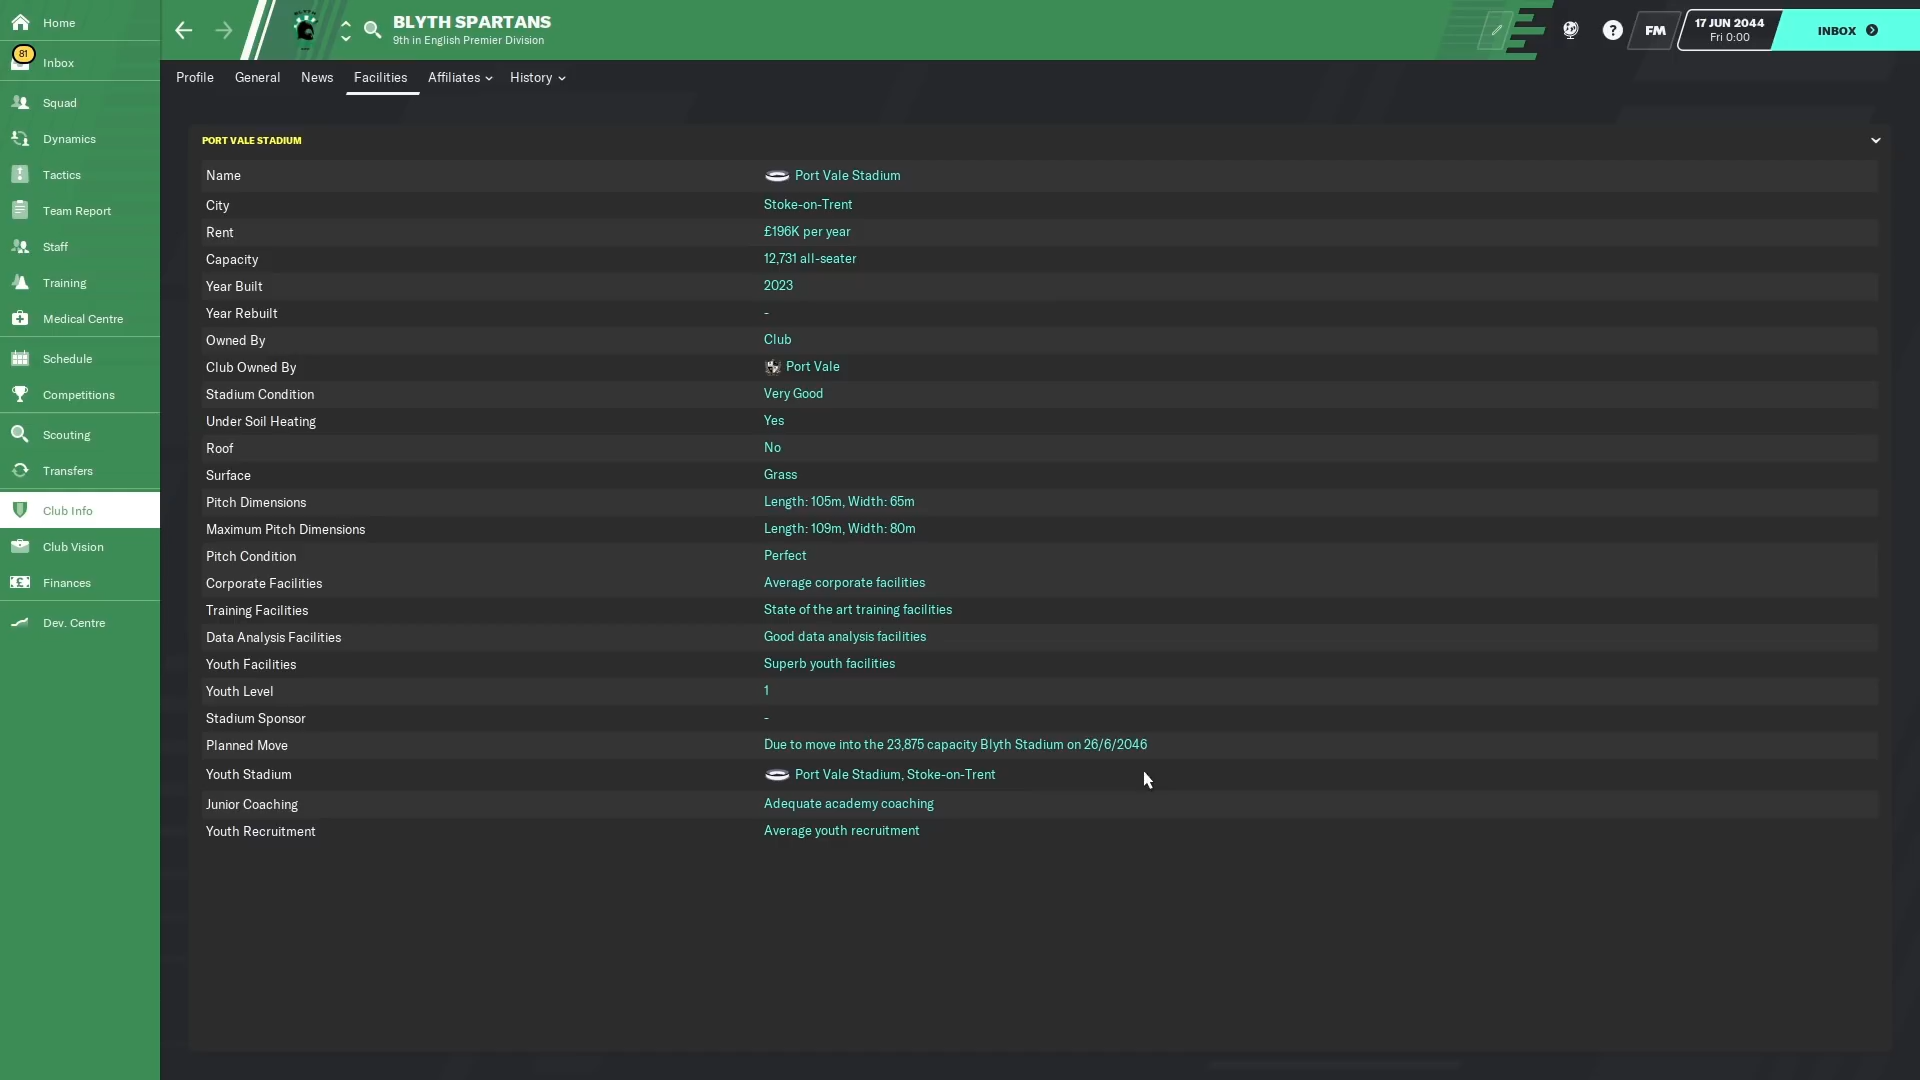 Home
81
Inbox
Squad
Dynamics
Tactics
Team Report
Staff
Training
Medical Centre
Schedule
Competitions
Scouting
Transfers
Club Info
Club Vision
Finances
Dev. Centre
BLYTH SPARTANS
9th in English Premier Division
?
FM
17 JUN 2044
Fri 0:00
INBOX
Profile General News Facilities Affiliates History
PORT VALE STADIUM
Name Port Vale Stadium
City Stoke-on-Trent
Rent £196K per year
Capacity 12,731 all-seater
Year Built 2023
Year Rebuilt -
Owned By Club
Club Owned By Port Vale
Stadium Condition Very Good
Under Soil Heating Yes
Roof No
Surface Grass
Pitch Dimensions Length: 105m, Width: 65m
Maximum Pitch Dimensions Length: 109m, Width: 80m
Pitch Condition Perfect
Corporate Facilities Average corporate facilities
Training Facilities State of the art training facilities
Data Analysis Facilities Good data analysis facilities
Youth Facilities Superb youth facilities
Youth Level 1
Stadium Sponsor -
Planned Move Due to move into the 23,875 capacity Blyth Stadium on 26/6/2046
Youth Stadium Port Vale Stadium, Stoke-on-Trent
Junior Coaching Adequate academy coaching
Youth Recruitment Average youth recruitment